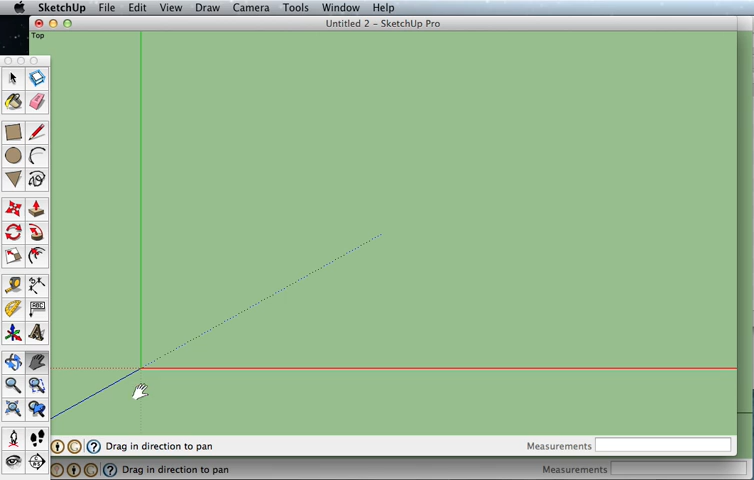 SketchUp File Edit View Draw Camera Tools Window Help
Untitled 2 – SketchUp Pro
Top
ABC
Drag in direction to pan
Measurements
Drag in direction to pan
Measurements